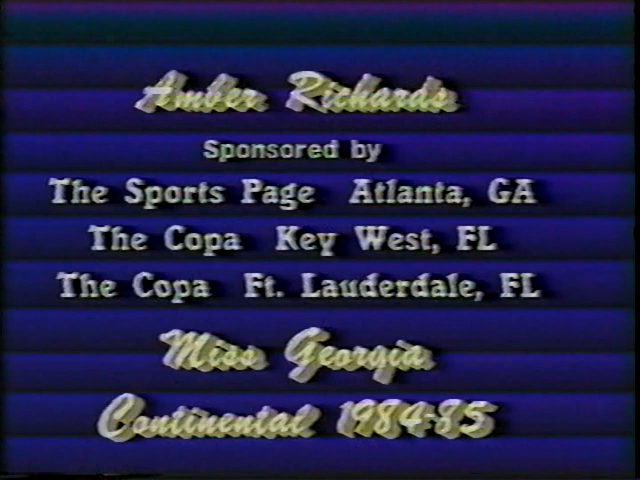 Amber Richards
Sponsored by
The Sports Page Atlanta, GA
The Copa Key West, FL
The Copa Ft. Lauderdale, FL
Miss Georgia
Continental 1984-85